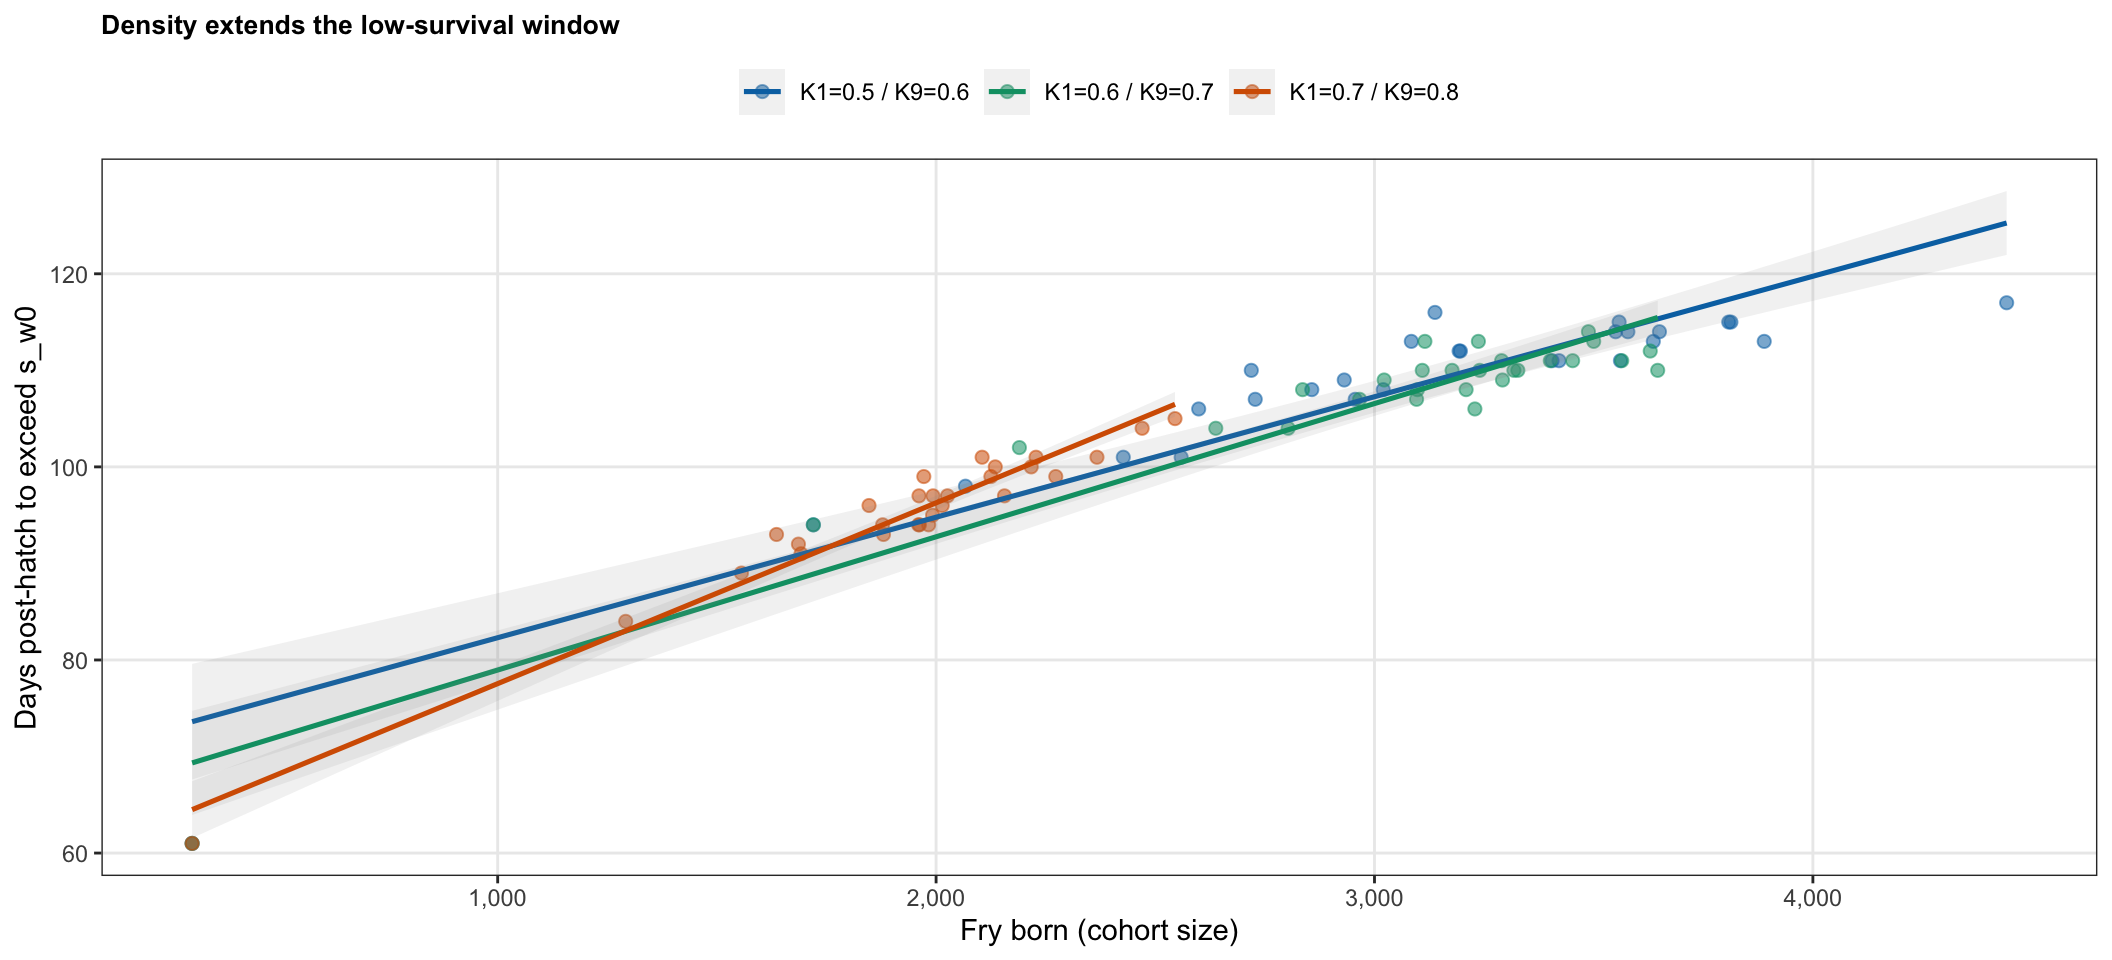 Density extends the low-survival window
K1=0.5 / K9=0.6 K1=0.6 / K9=0.7 K1=0.7 / K9=0.8
Days post-hatch to exceed s_w0
120
100
80
60
1,000 2,000 3,000 4,000
Fry born (cohort size)